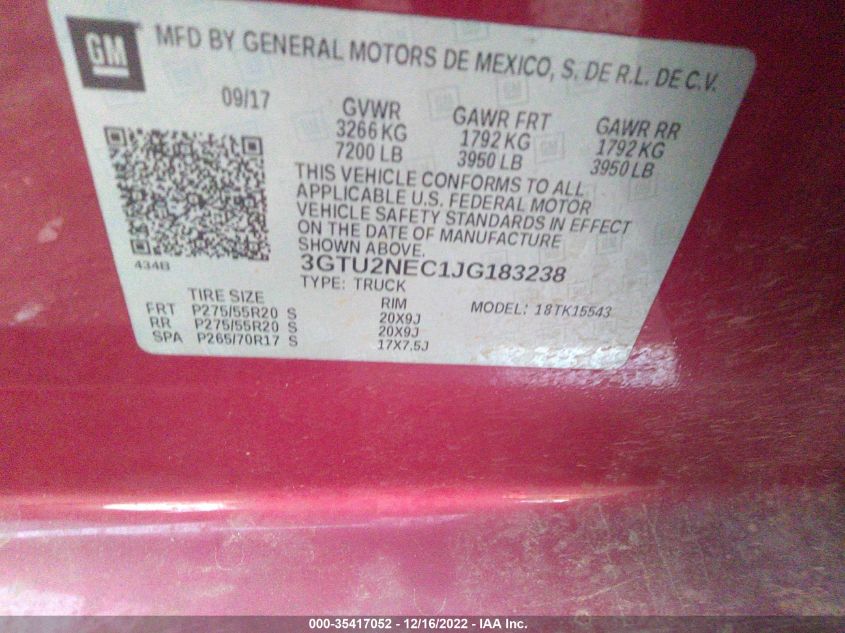 GM
MFD BY GENERAL MOTORS DE MEXICO, S. DE R.L. DE C.V.
09/17
GVWR
3266 KG
7200 LB
GAWR FRT
1792 KG
3950 LB
GAWR RR
1792 KG
3950 LB
THIS VEHICLE CONFORMS TO ALL
APPLICABLE U.S. FEDERAL MOTOR
VEHICLE SAFETY STANDARDS IN EFFECT
ON THE DATE OF MANUFACTURE
SHOWN ABOVE.
434B
3GTU2NEC1JG183238
TYPE: TRUCK
MODEL: 18TK15543
TIRE SIZE RIM
FRT P275/55R20 S 20X9J
RR P275/55R20 S 20X9J
SPA P265/70R17 S 17X7.5J
000-35417052 - 12/16/2022 - IAA Inc.